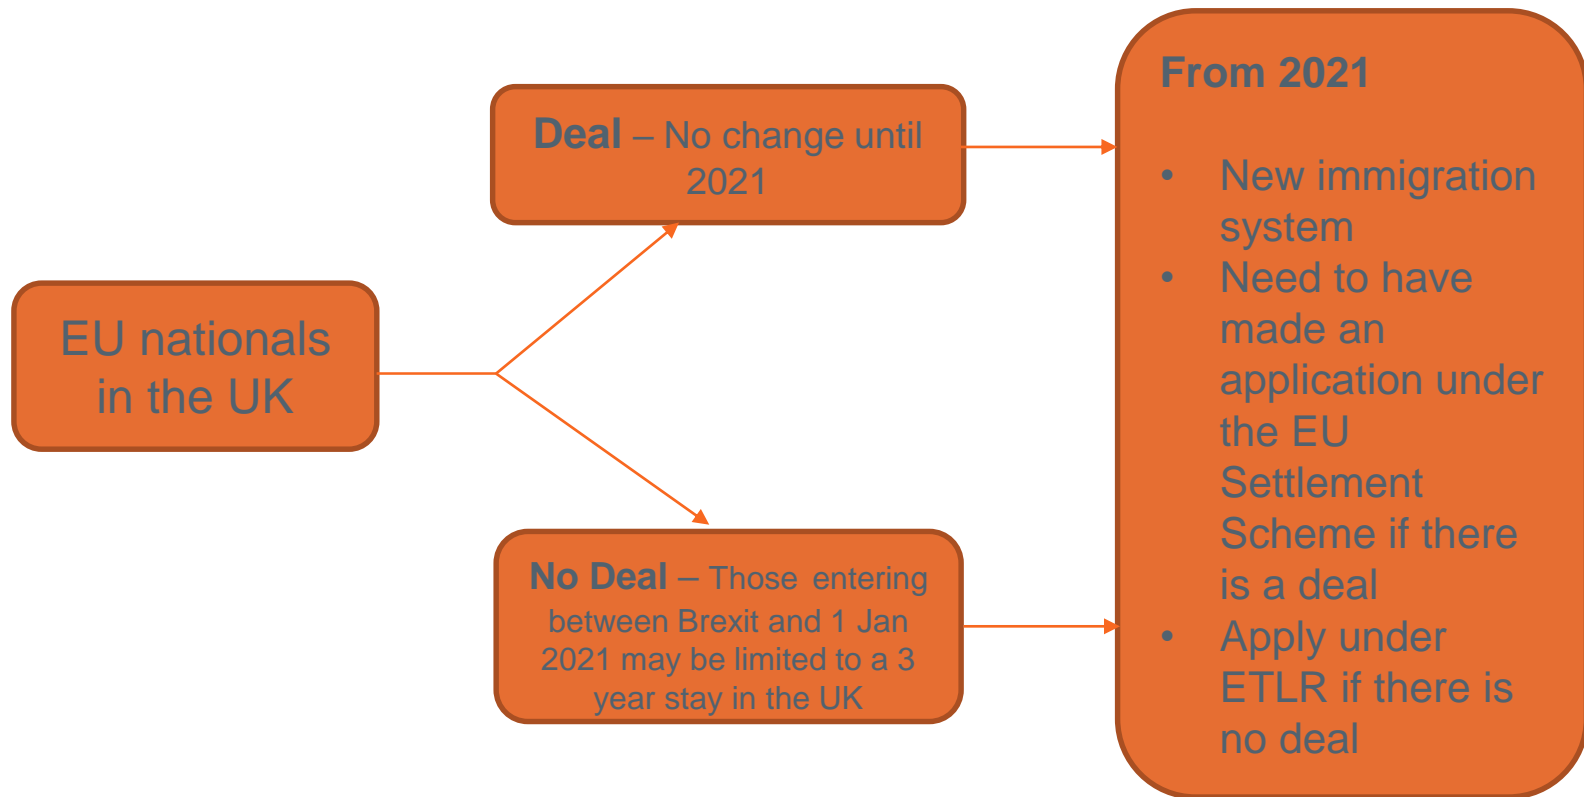 EU nationals
in the UK
Deal – No change until
2021
No Deal – Those entering
between Brexit and 1 Jan
2021 may be limited to a 3
year stay in the UK
From 2021
• New immigration
system
• Need to have
made an
application under
the EU
Settlement
Scheme if there
is a deal
• Apply under
ETLR if there is
no deal